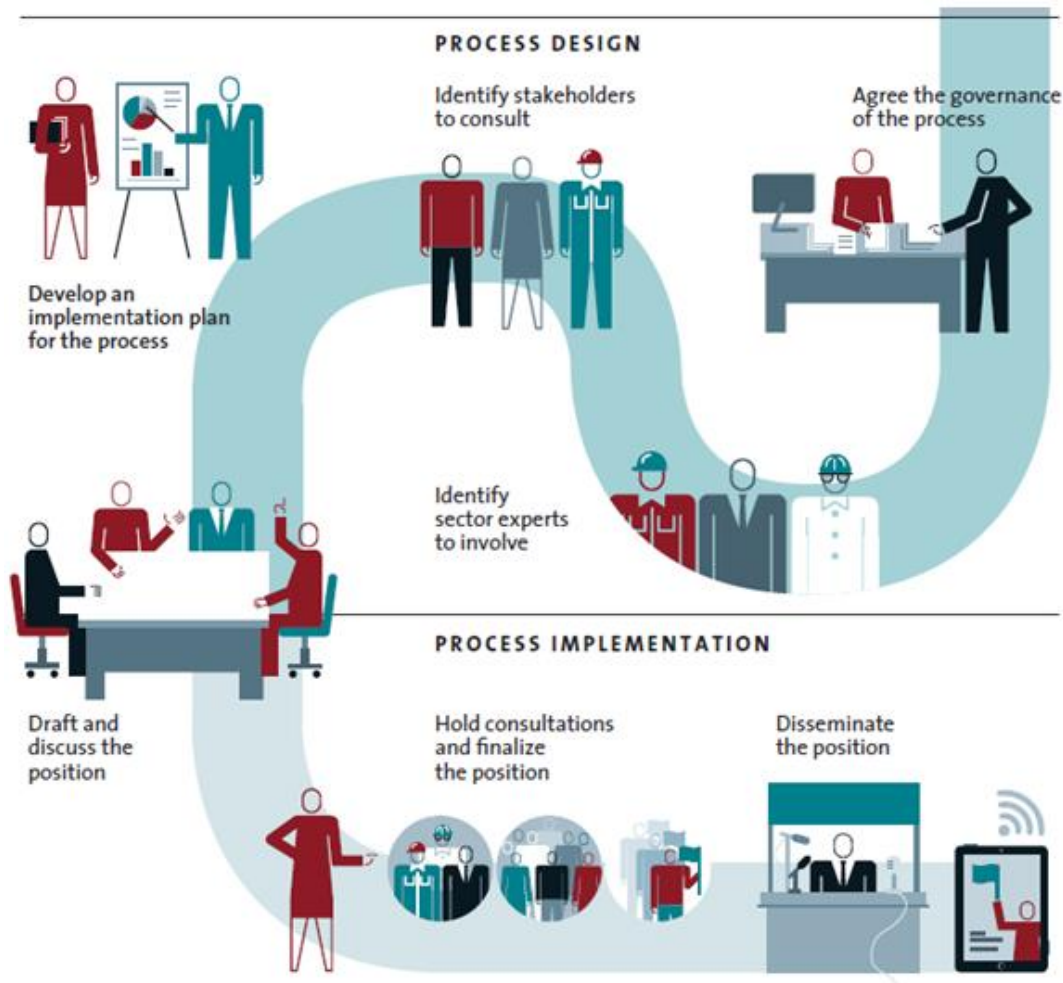 PROCESS DESIGN
Identify stakeholders
to consult
Agree the governance
of the process
Develop an
implementation plan
for the process
Identify
sector experts
to involve
PROCESS IMPLEMENTATION
Draft and
discuss the
position
Hold consultations
and finalize
the position
Disseminate
the position